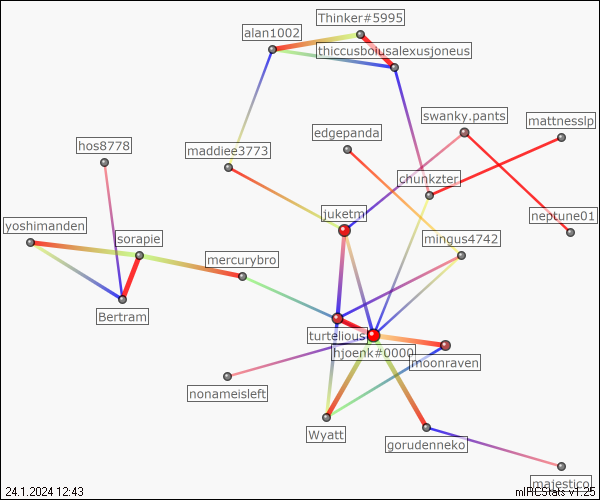 Thinker#5995
alan1002
thiccusboiusalexusjoneus
swanky.pants
mattnesslp
edgepanda
hos8778
maddiee3773
chunkzter
juketm
neptune01
yoshimanden
sorapie
mingus4742
mercurybro
Bertram
turtelious
hjoenk#0000
moonraven
nonameisleft
Wyatt
gorudenneko
majestico
24.1.2024 12:43
mIRCStats v1.25